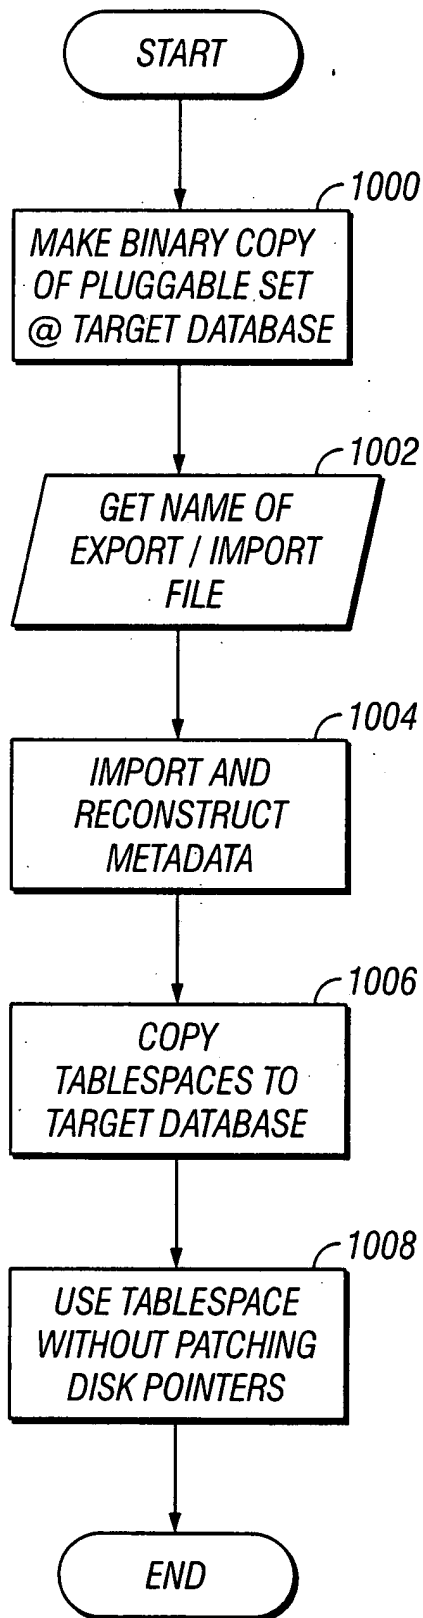 START
1000
MAKE BINARY COPY
OF PLUGGABLE SET
@ TARGET DATABASE
1002
GET NAME OF
EXPORT / IMPORT
FILE
1004
IMPORT AND
RECONSTRUCT
METADATA
1006
COPY
TABLESPACES TO
TARGET DATABASE
1008
USE TABLESPACE
WITHOUT PATCHING
DISK POINTERS
END